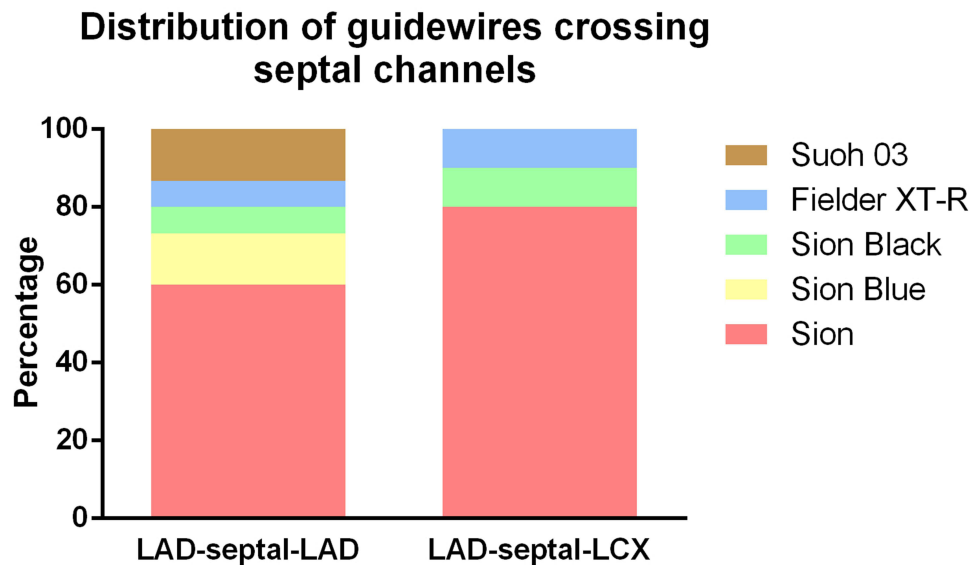 Distribution of guidewires crossing
septal channels
Percentage
100
80
60
40
20
0
LAD-septal-LAD
LAD-septal-LCX
Suoh 03
Fielder XT-R
Sion Black
Sion Blue
Sion